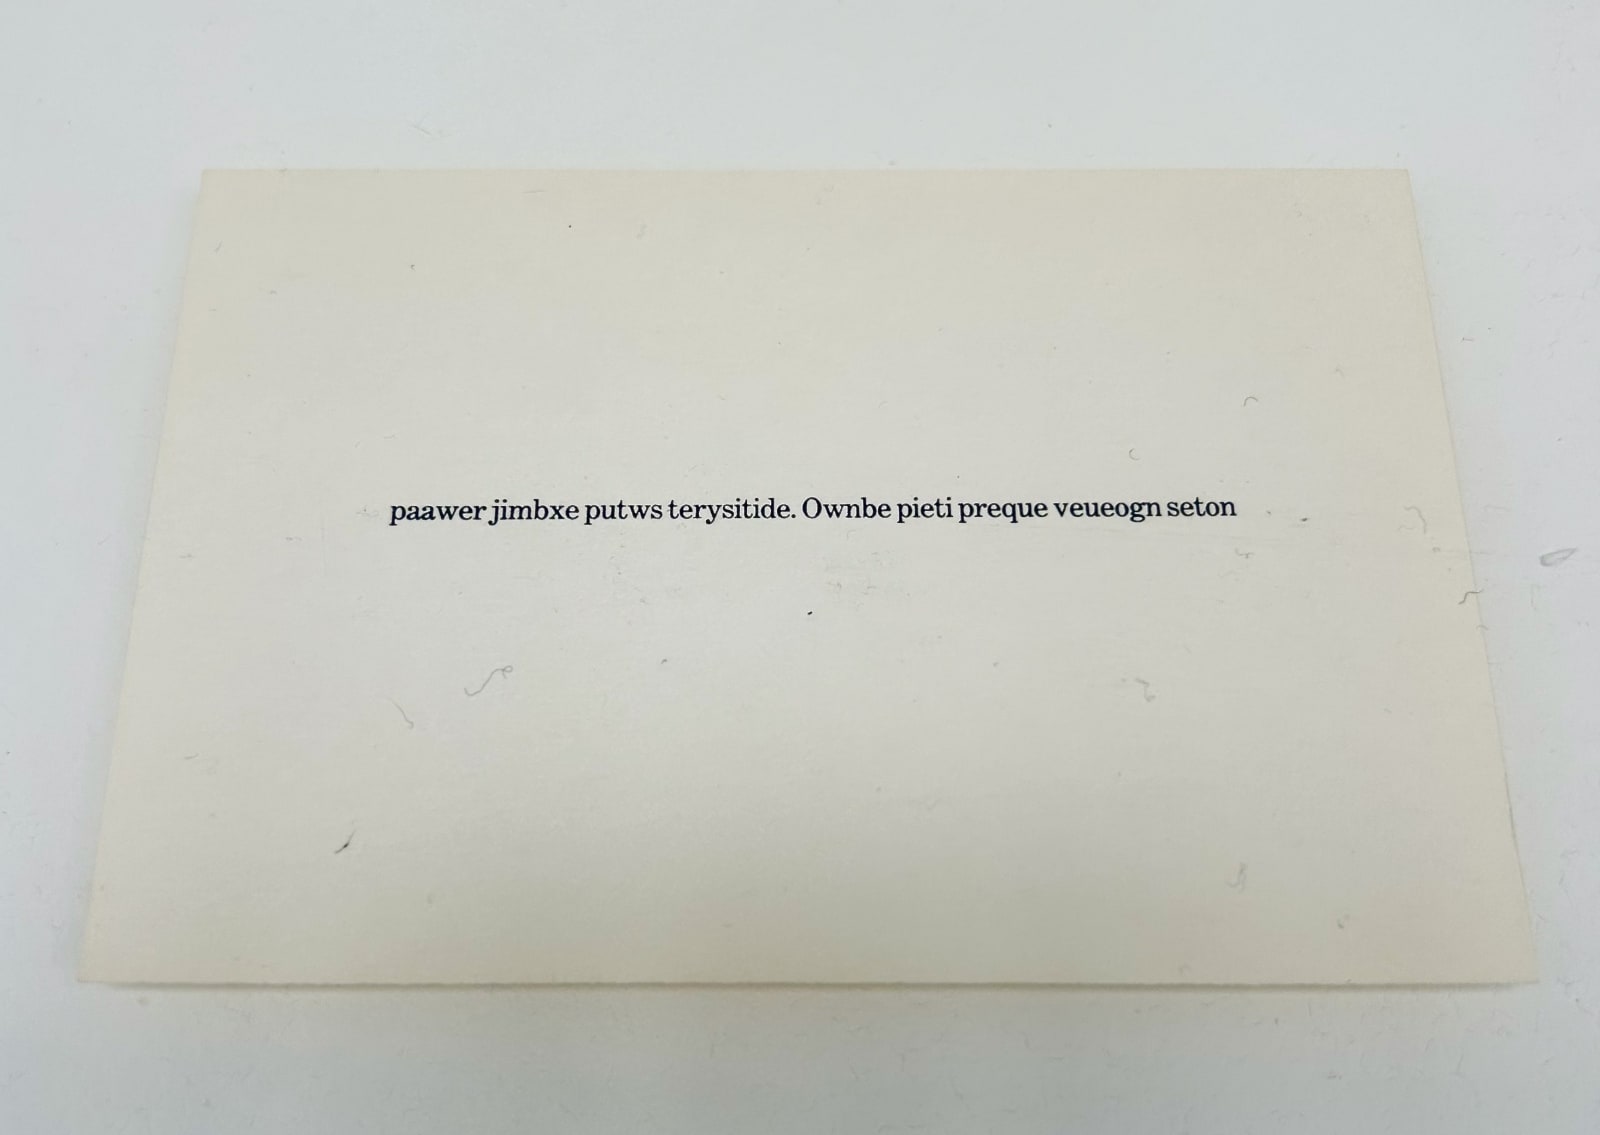 paawer jimbxe putws terysitide. Ownbe pieti preque veueogn seton